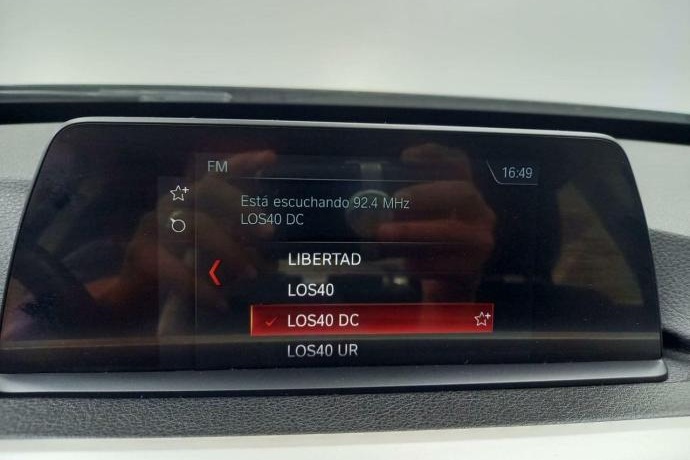 FM
16:49
Está escuchando 92.4 MHz
LOS40 DC
LIBERTAD
LOS40
LOS40 DC
LOS40 UR